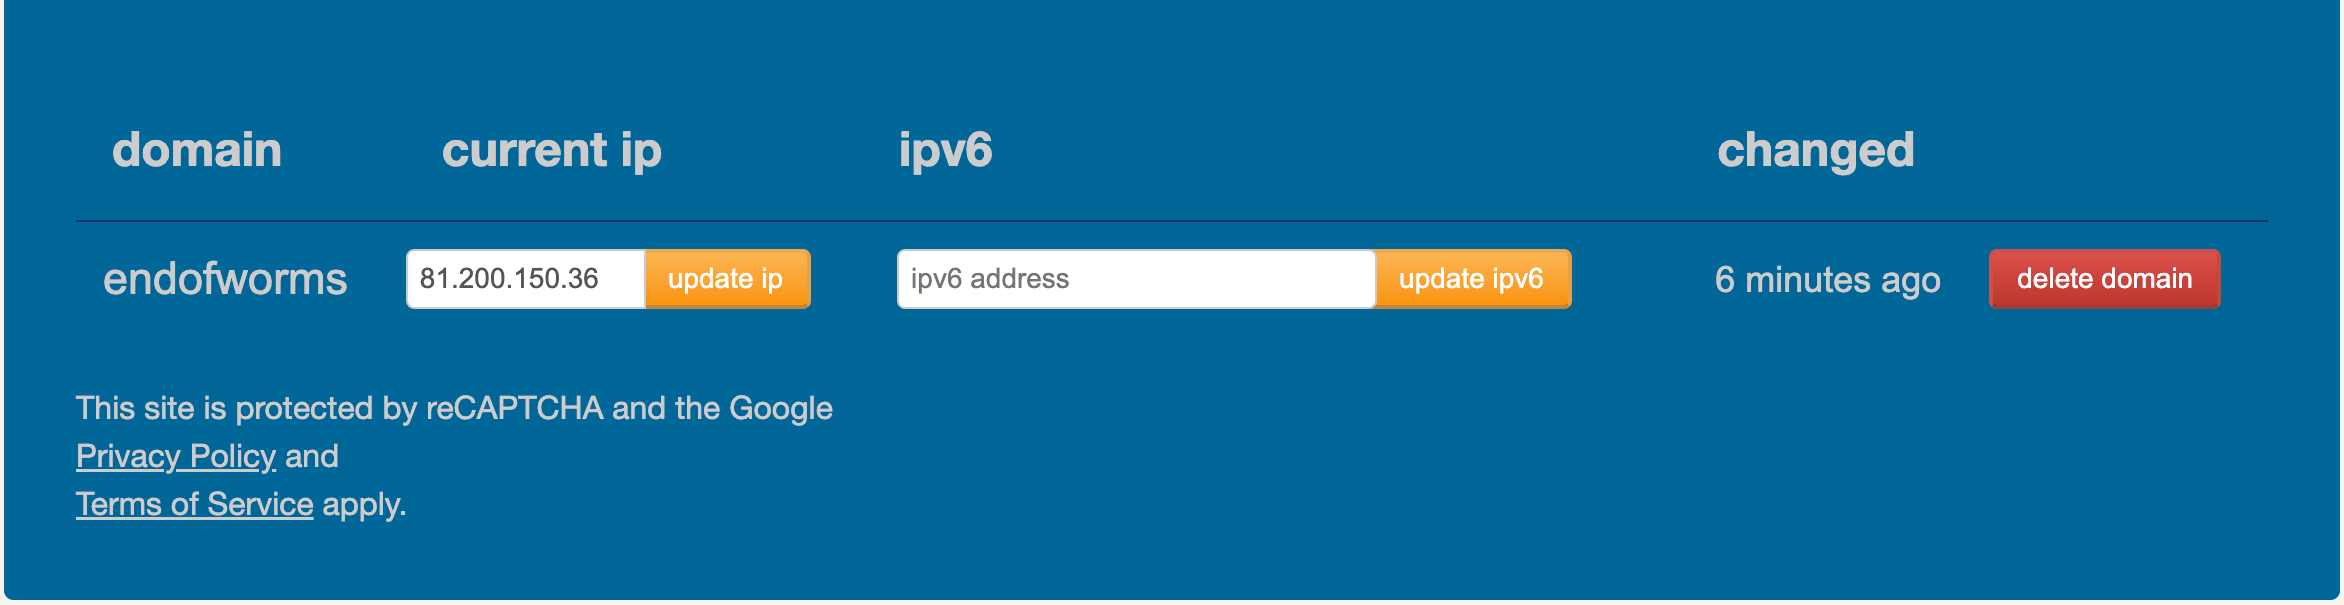 domain current ip ipv6 changed
endofworms 81.200.150.36 update ip ipv6 address update ipv6 6 minutes ago delete domain
This site is protected by reCAPTCHA and the Google
Privacy Policy and
Terms of Service apply.